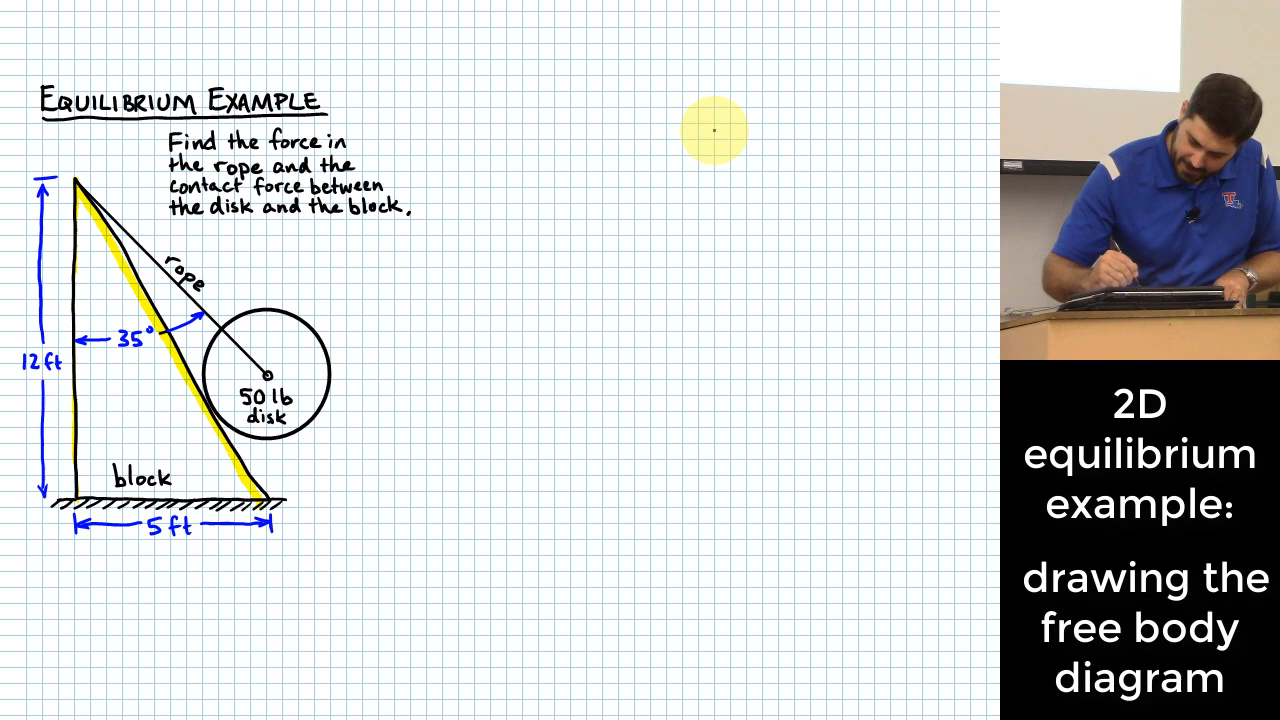 EQUILIBRIUM EXAMPLE
Find the force in
the rope and the
contact force between
the disk and the block.
rope
35°
12 ft
50 lb
disk
block
5 ft
2D
equilibrium
example:
drawing the
free body
diagram